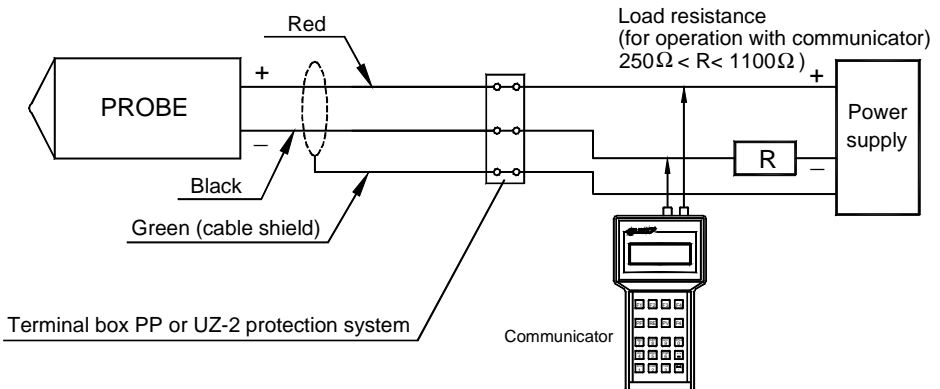 Red
Load resistance
(for operation with communicator)
250Ω < R < 1100Ω )
+
+
PROBE
Power
supply
R
–
–
Black
Green (cable shield)
Terminal box PP or UZ-2 protection system
Communicator